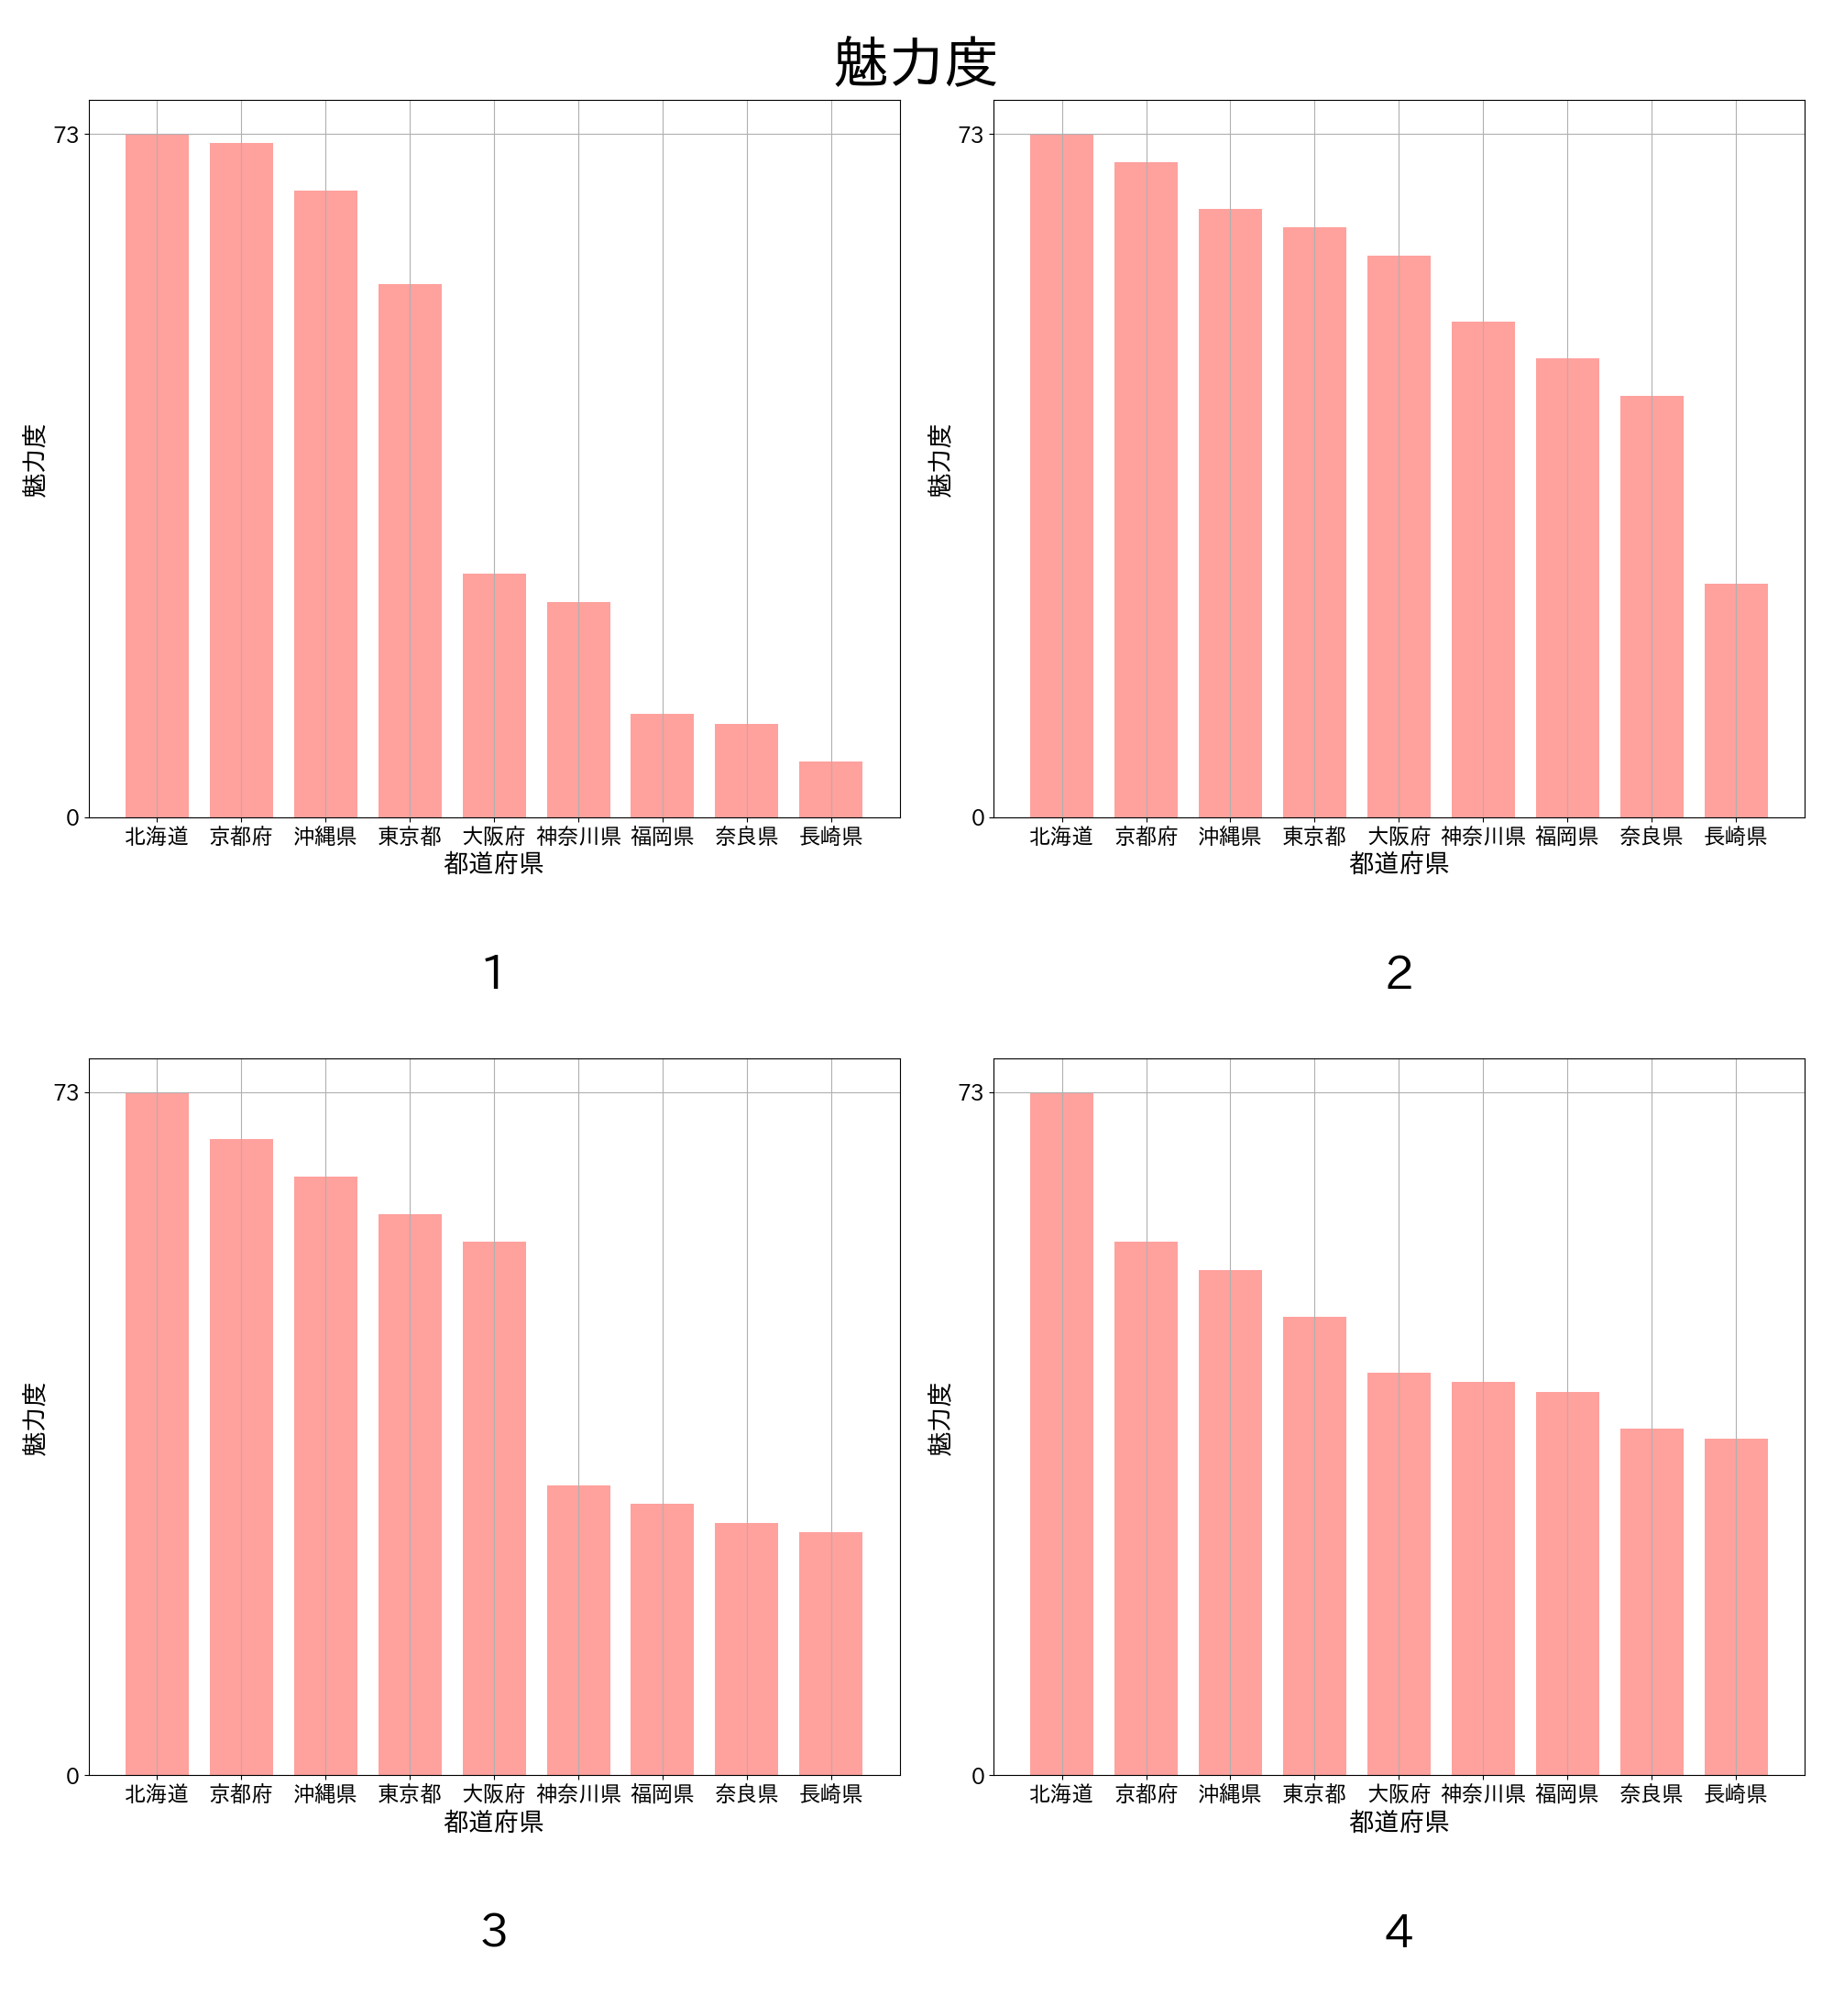 魅力度
73
0
魅力度
北海道 京都府 沖縄県 東京都 大阪府 神奈川県 福岡県 奈良県 長崎県
都道府県
1
73
0
魅力度
北海道 京都府 沖縄県 東京都 大阪府 神奈川県 福岡県 奈良県 長崎県
都道府県
2
73
0
魅力度
北海道 京都府 沖縄県 東京都 大阪府 神奈川県 福岡県 奈良県 長崎県
都道府県
3
73
0
魅力度
北海道 京都府 沖縄県 東京都 大阪府 神奈川県 福岡県 奈良県 長崎県
都道府県
4